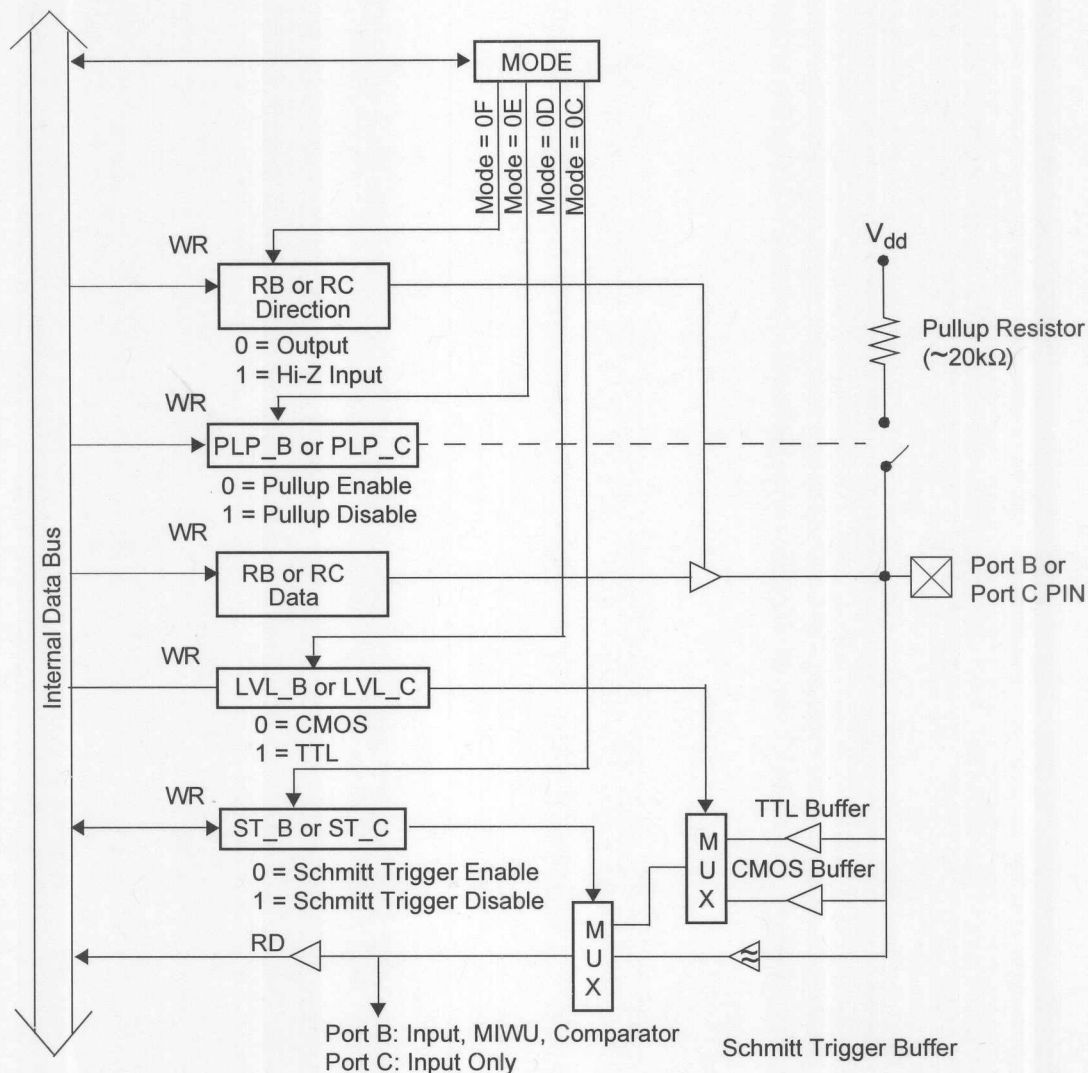 MODE
Mode = 0F
Mode = 0E
Mode = 0D
Mode = 0C
WR
RB or RC
Direction
0 = Output
1 = Hi-Z Input
Vdd
Pullup Resistor
(~20kΩ)
WR
PLP_B or PLP_C
0 = Pullup Enable
1 = Pullup Disable
Internal Data Bus
WR
RB or RC
Data
Port B or
Port C PIN
WR
LVL_B or LVL_C
0 = CMOS
1 = TTL
WR
ST_B or ST_C
0 = Schmitt Trigger Enable
1 = Schmitt Trigger Disable
TTL Buffer
CMOS Buffer
MUX
MUX
RD
Port B: Input, MIWU, Comparator
Port C: Input Only
Schmitt Trigger Buffer